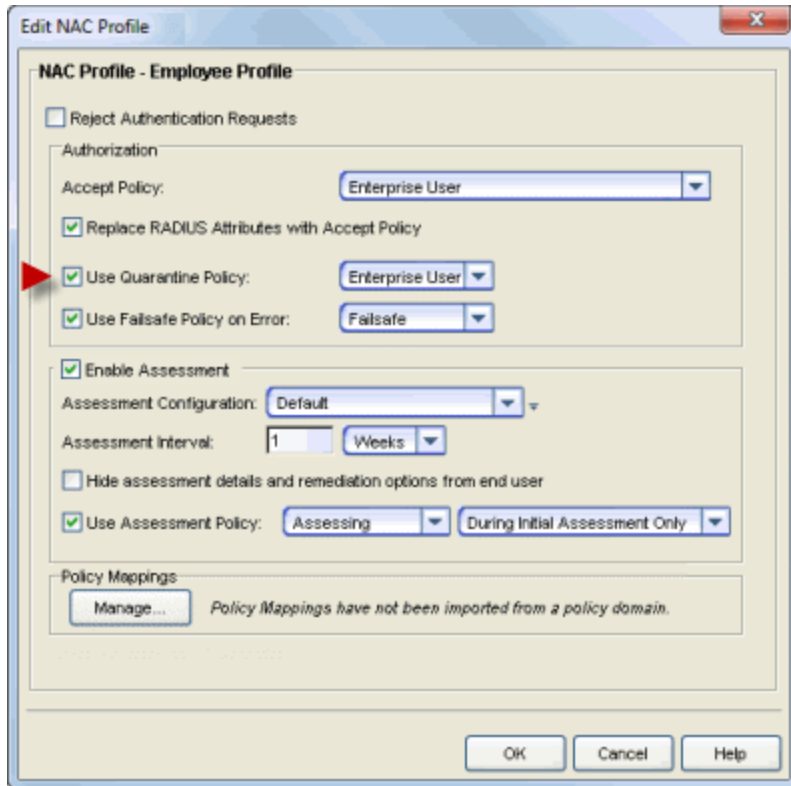 Edit NAC Profile
NAC Profile - Employee Profile
Reject Authentication Requests
Authorization
Accept Policy: Enterprise User
Replace RADIUS Attributes with Accept Policy
Use Quarantine Policy: Enterprise User
Use Failsafe Policy on Error: Failsafe
Enable Assessment
Assessment Configuration: Default
Assessment Interval: 1 Weeks
Hide assessment details and remediation options from end user
Use Assessment Policy: Assessing During Initial Assessment Only
Policy Mappings
Manage... Policy Mappings have not been imported from a policy domain.
OK Cancel Help